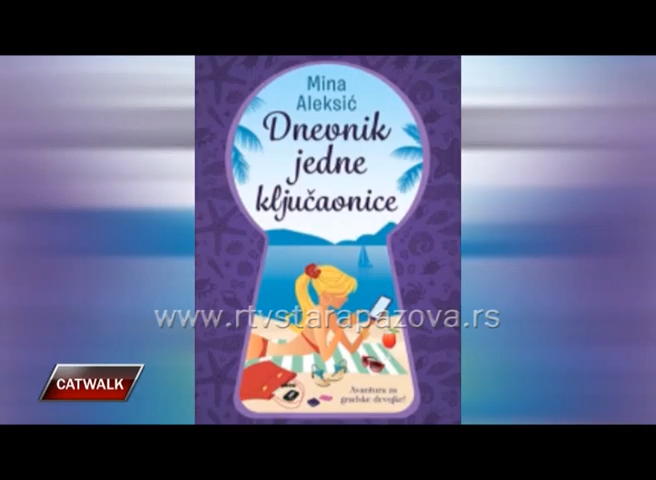 Mina
Aleksić
Dnevnik
jedne
ključaonice
www.rtvstarapazova.rs
CATWALK
Avantura za
gradske devojke!